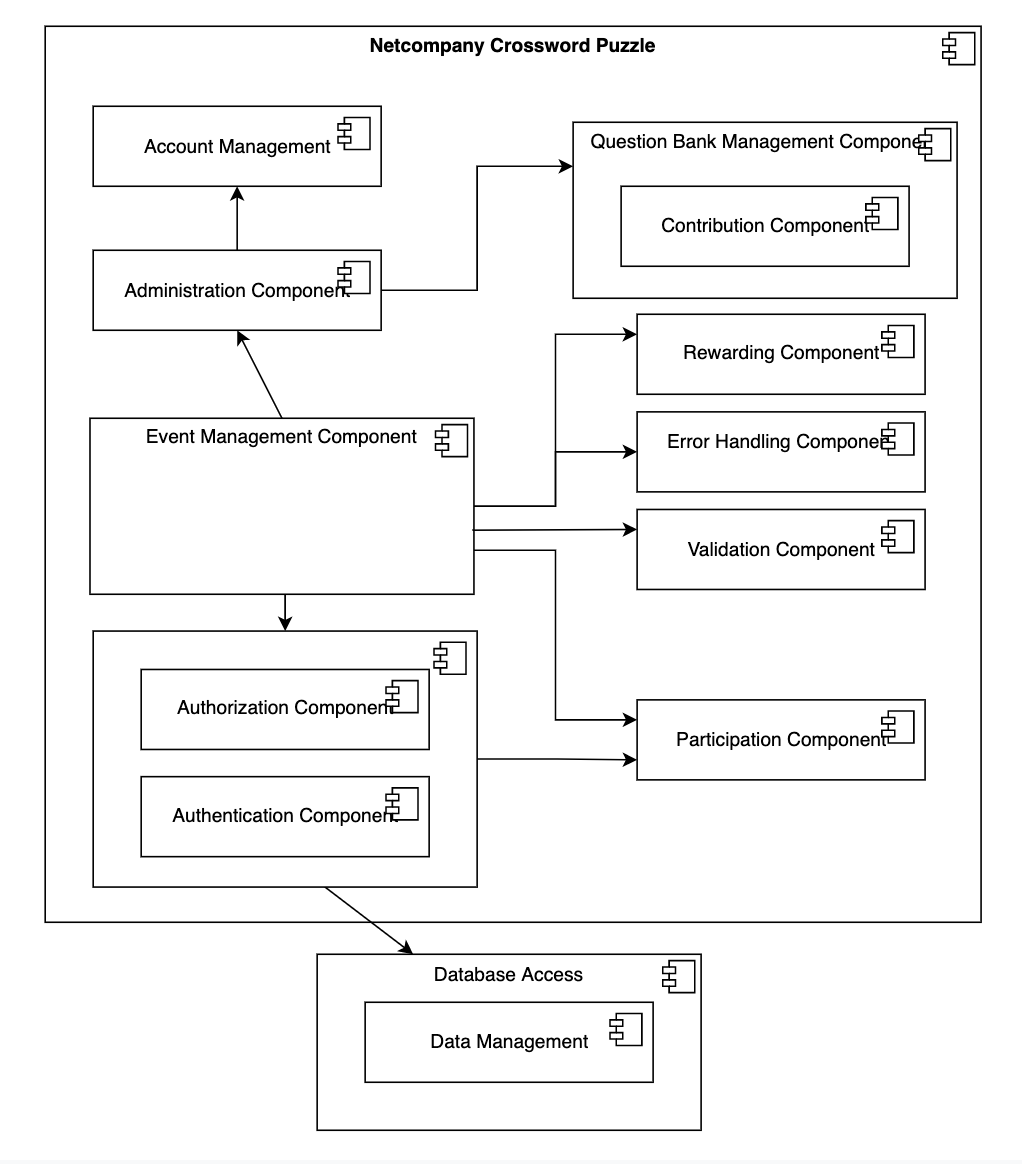 Netcompany Crossword Puzzle
Account Management
Question Bank Management Compone
Contribution Component
Administration Component
Rewarding Component
Event Management Component
Error Handling Componen
Validation Component
Authorization Component
Participation Component
Authentication Component
Database Access
Data Management